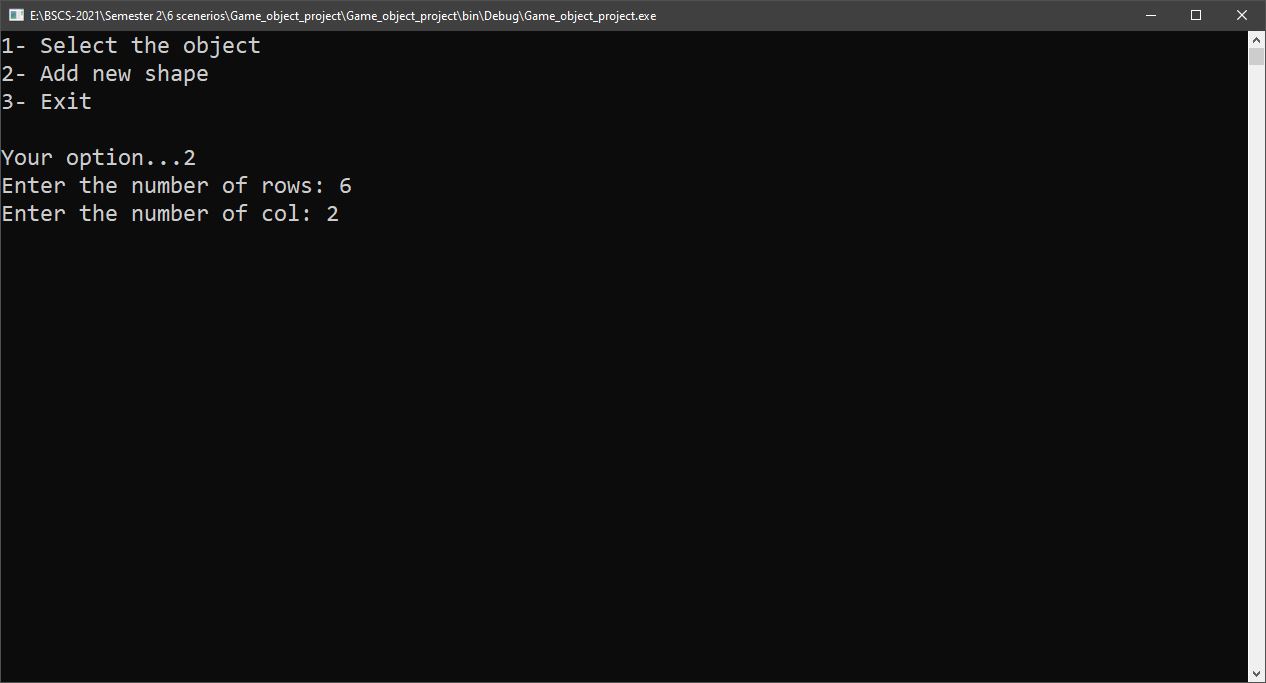 E:\BSCS-2021\Semester 2\6 scenerios\Game_object_project\Game_object_project\bin\Debug\Game_object_project.exe
1- Select the object
2- Add new shape
3- Exit
Your option...2
Enter the number of rows: 6
Enter the number of col: 2